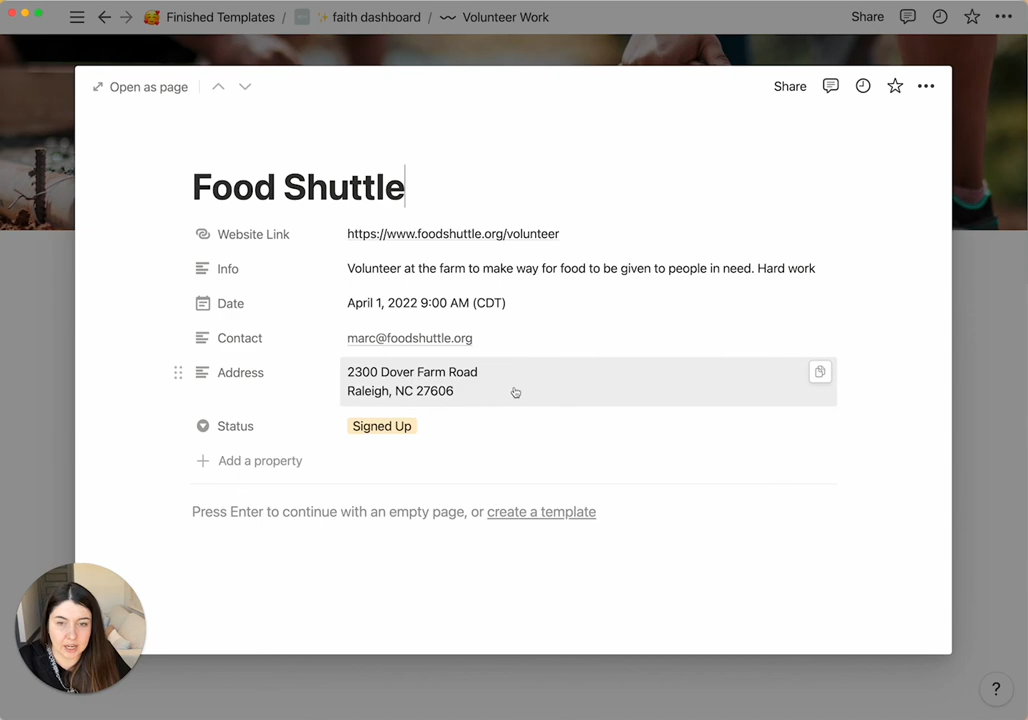 Finished Templates / faith dashboard / Volunteer Work Share
Open as page Share
Food Shuttle
Website Link https://www.foodshuttle.org/volunteer
Info Volunteer at the farm to make way for food to be given to people in need. Hard work
Date April 1, 2022 9:00 AM (CDT)
Contact marc@foodshuttle.org
Address 2300 Dover Farm Road
Raleigh, NC 27606
Status Signed Up
Add a property
Press Enter to continue with an empty page, or create a template
?